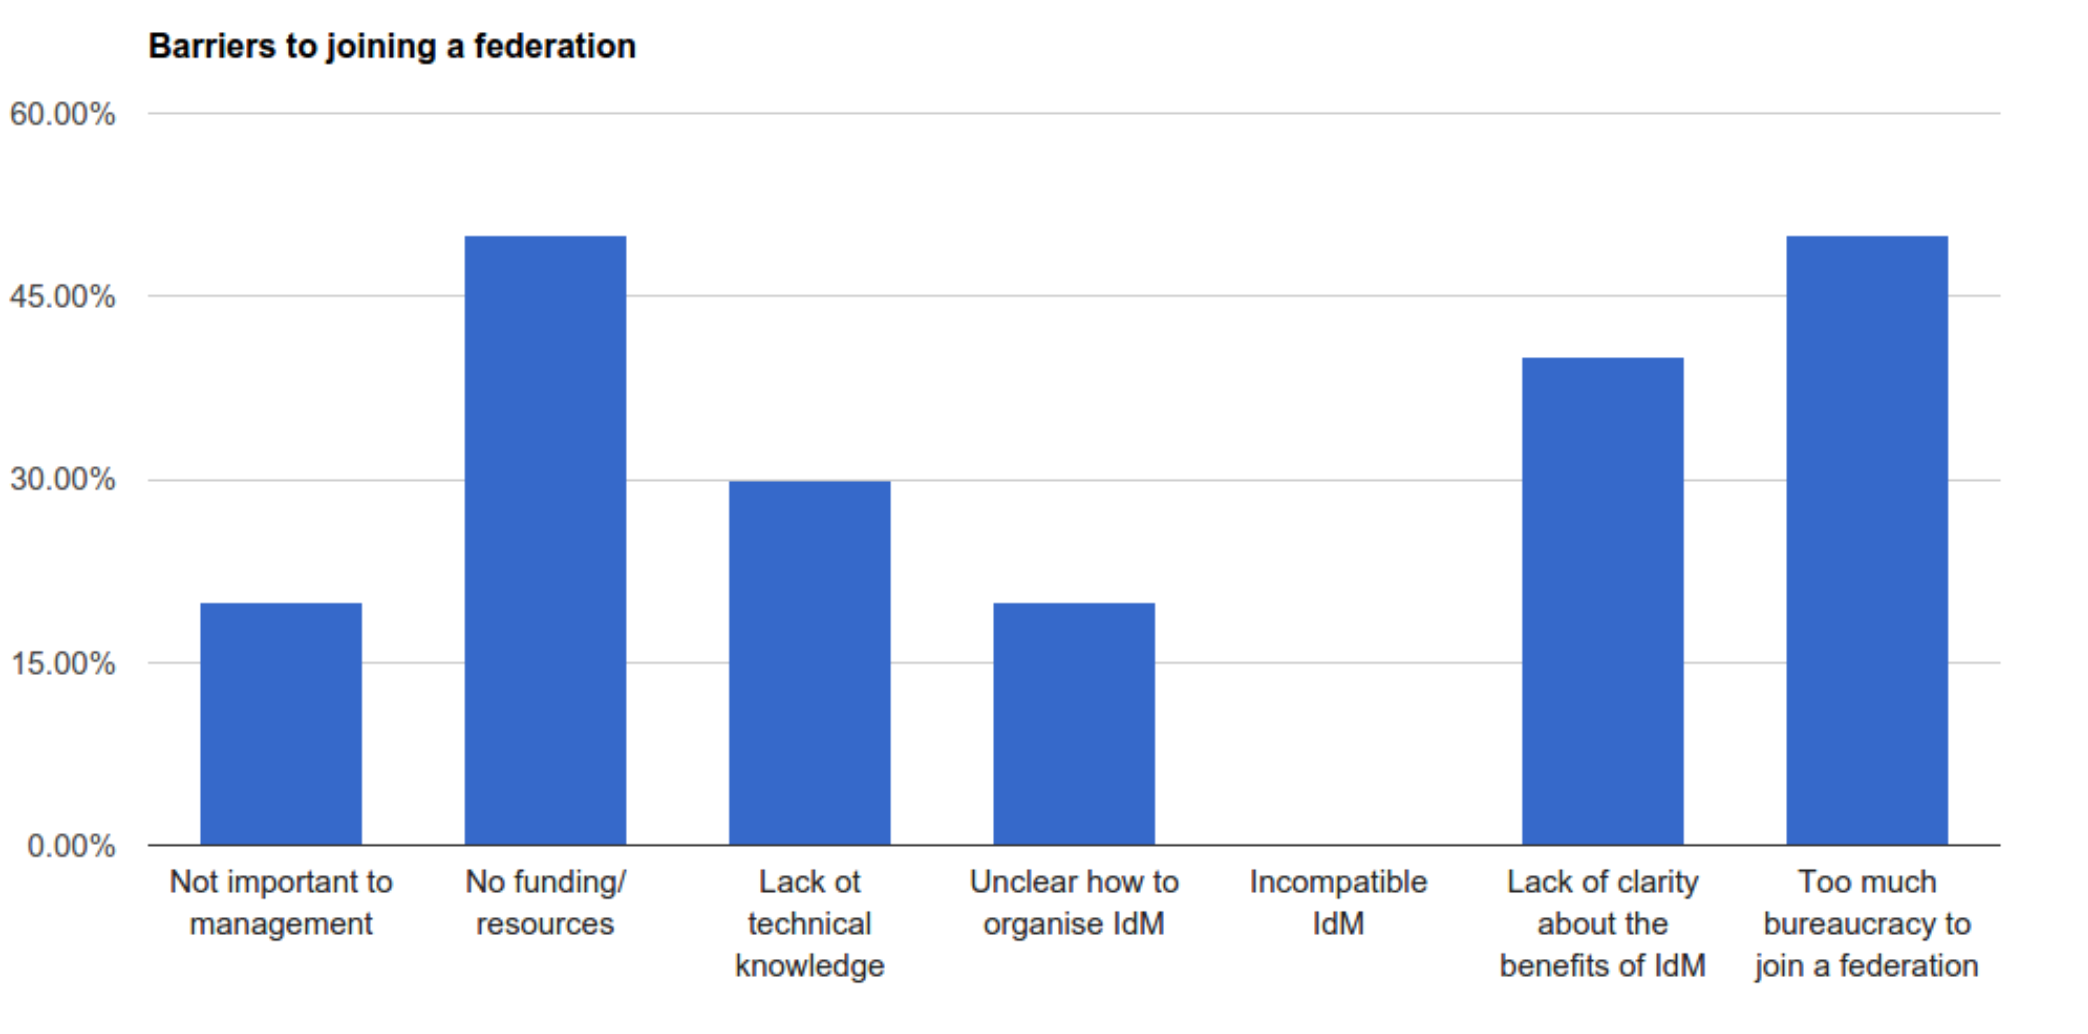 Barriers to joining a federation
60.00%
45.00%
30.00%
15.00%
0.00%
Not important to
management
No funding/
resources
Lack ot
technical
knowledge
Unclear how to
organise IdM
Incompatible
IdM
Lack of clarity
about the
benefits of IdM
Too much
bureaucracy to
join a federation